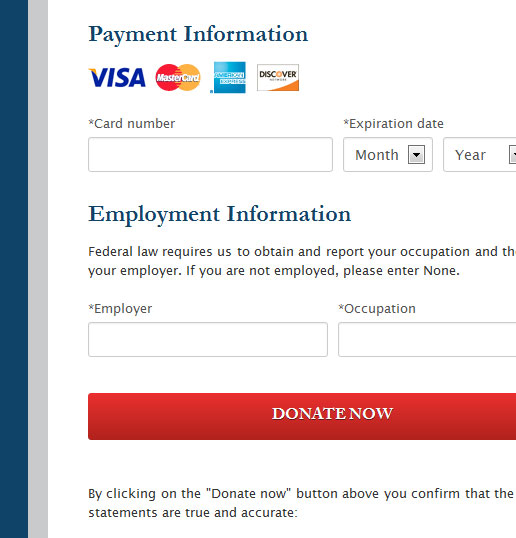 Payment Information
VISA MasterCard AMERICAN EXPRESS DISCOVER NETWORK
*Card number *Expiration date
Month Year
Employment Information
Federal law requires us to obtain and report your occupation and
your employer. If you are not employed, please enter None.
*Employer *Occupation
DONATE NOW
By clicking on the "Donate now" button above you confirm that the
statements are true and accurate: